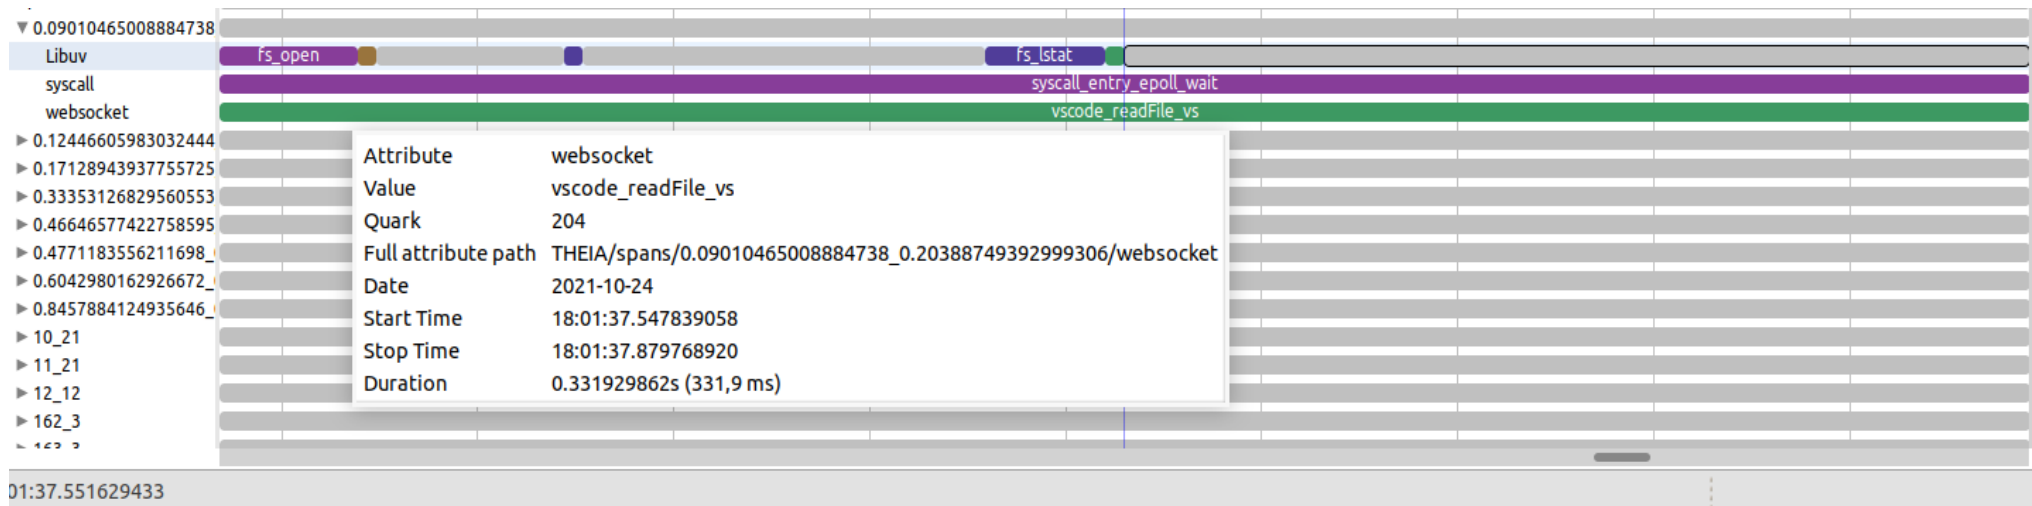 0.09010465008884738
Libuv fs_open fs_lstat
syscall syscall_entry_epoll_wait
websocket vscode_readFile_vs
0.12446605983032444
0.17128943937755725
0.33353126829560553
0.46646577422758595
0.47711835562116​98_
0.6042980162926672_
0.8457884124935646_
10_21
11_21
12_12
162_3
163_3
Attribute websocket
Value vscode_readFile_vs
Quark 204
Full attribute path THEIA/spans/0.09010465008884738_0.20388749392999306/websocket
Date 2021-10-24
Start Time 18:01:37.547839058
Stop Time 18:01:37.879768920
Duration 0.331929862s (331,9 ms)
01:37.551629433